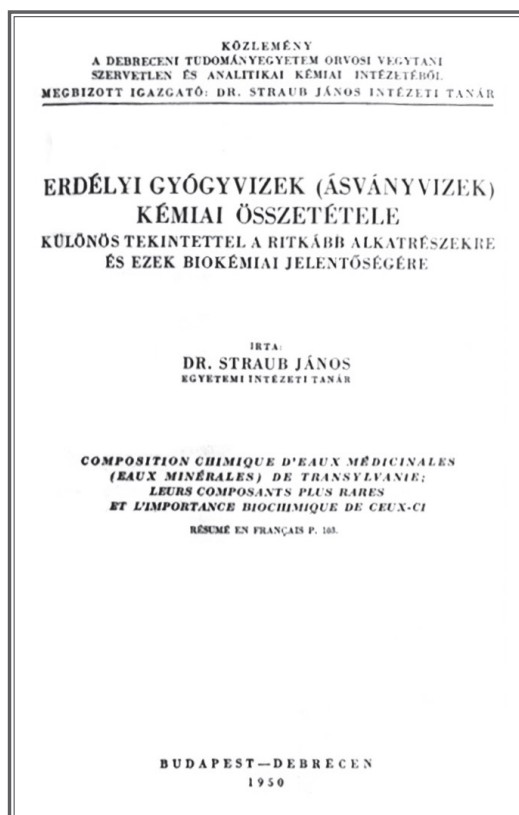 KÖZLEMÉNY
A DEBRECENI TUDOMÁNYEGYETEM ORVOSI VEGYTANI
SZERVETLEN ÉS ANALITIKAI KÉMIAI INTÉZETÉBŐL.
MEGBIZOTT IGAZGATÓ: DR. STRAUB JÁNOS INTÉZETI TANÁR
ERDÉLYI GYÓGYVIZEK (ÁSVÁNYVIZEK)
KÉMIAI ÖSSZETÉTELE
KÜLÖNÖS TEKINTETTEL A RITKÁBB ALKATRÉSZEKRE
ÉS EZEK BIOKÉMIAI JELENTŐSÉGÉRE
IRTA:
DR. STRAUB JÁNOS
EGYETEMI INTÉZETI TANÁR
COMPOSITION CHIMIQUE D'EAUX MÉDICINALES
(EAUX MINÉRALES) DE TRANSYLVANIE;
LEURS COMPOSANTS PLUS RARES
ET L'IMPORTANCE BIOCHIMIQUE DE CEUX-CI
RÉSUMÉ EN FRANÇAIS P. 103.
BUDAPEST—DEBRECEN
1950